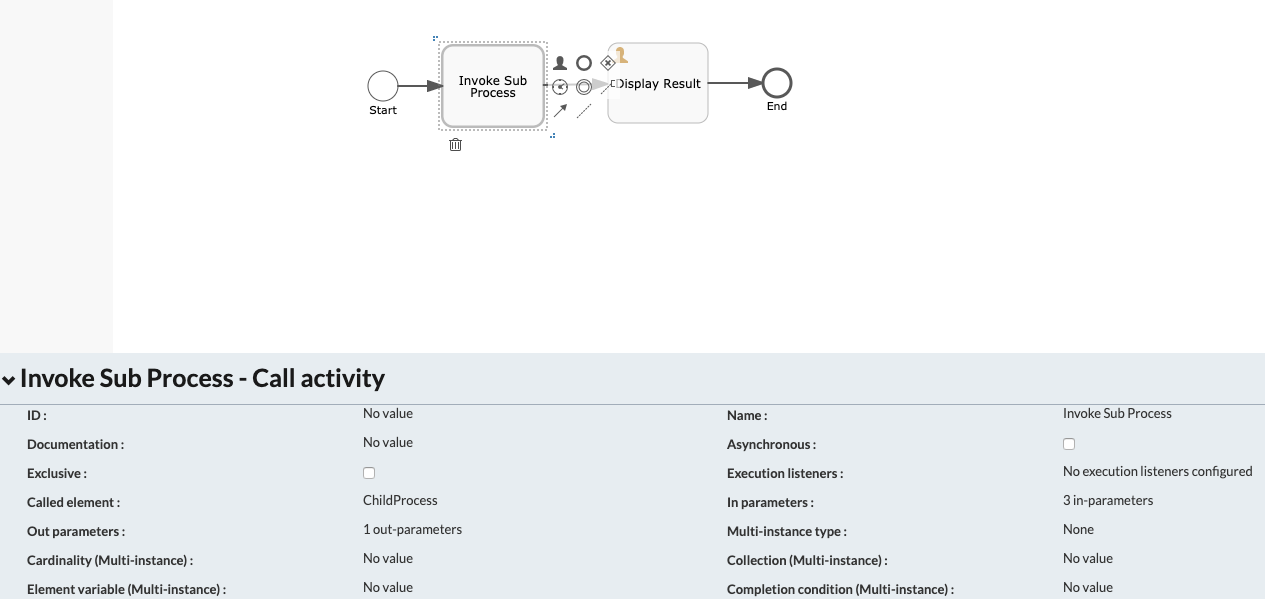 Invoke Sub
Process
Display Result
Start
End
Invoke Sub Process - Call activity
ID : No value Name : Invoke Sub Process
Documentation : No value Asynchronous :
Exclusive : Execution listeners : No execution listeners configured
Called element : ChildProcess In parameters : 3 in-parameters
Out parameters : 1 out-parameters Multi-instance type : None
Cardinality (Multi-instance) : No value Collection (Multi-instance) : No value
Element variable (Multi-instance) : No value Completion condition (Multi-instance) : No value